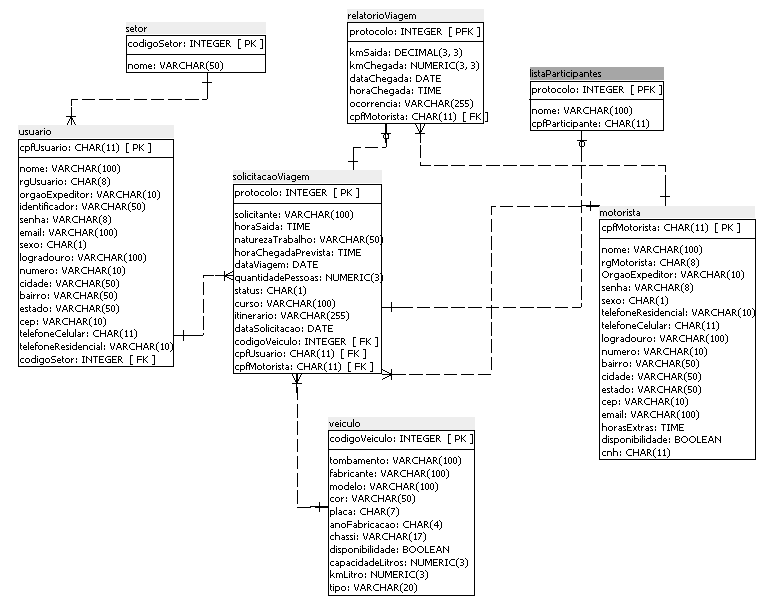 setor
codigoSetor: INTEGER [ PK ]
nome: VARCHAR(50)
relatorioViagem
protocolo: INTEGER [ PFK ]
kmSaida: DECIMAL(3, 3)
kmChegada: NUMERIC(3, 3)
dataChegada: DATE
horaChegada: TIME
ocorrencia: VARCHAR(255)
cpfMotorista: CHAR(11) [ FK ]
listaParticipantes
protocolo: INTEGER [ PFK ]
nome: VARCHAR(100)
cpfParticipante: CHAR(11)
usuario
cpfUsuario: CHAR(11) [ PK ]
nome: VARCHAR(100)
rgUsuario: CHAR(8)
orgaoExpeditor: VARCHAR(10)
identificador: VARCHAR(50)
senha: VARCHAR(8)
email: VARCHAR(100)
sexo: CHAR(1)
logradouro: VARCHAR(100)
numero: VARCHAR(10)
cidade: VARCHAR(50)
bairro: VARCHAR(50)
estado: VARCHAR(50)
cep: VARCHAR(10)
telefoneCelular: CHAR(11)
telefoneResidencial: VARCHAR(10)
codigoSetor: INTEGER [ FK ]
solicitacaoViagem
protocolo: INTEGER [ PK ]
solicitante: VARCHAR(100)
horaSaida: TIME
naturezaTrabalho: VARCHAR(50)
horaChegadaPrevista: TIME
dataViagem: DATE
quantidadePessoas: NUMERIC(3)
status: CHAR(1)
curso: VARCHAR(100)
itinerario: VARCHAR(255)
dataSolicitacao: DATE
codigoVeiculo: INTEGER [ FK ]
cpfUsuario: CHAR(11) [ FK ]
cpfMotorista: CHAR(11) [ FK ]
motorista
cpfMotorista: CHAR(11) [ PK ]
nome: VARCHAR(100)
rgMotorista: CHAR(8)
OrgaoExpeditor: VARCHAR(10)
senha: VARCHAR(8)
sexo: CHAR(1)
telefoneResidencial: VARCHAR(10)
telefoneCelular: CHAR(11)
logradouro: VARCHAR(100)
numero: VARCHAR(10)
bairro: VARCHAR(50)
cidade: VARCHAR(50)
estado: VARCHAR(50)
cep: VARCHAR(10)
email: VARCHAR(100)
horasExtras: TIME
disponibilidade: BOOLEAN
cnh: CHAR(11)
veiculo
codigoVeiculo: INTEGER [ PK ]
tombamento: VARCHAR(100)
fabricante: VARCHAR(100)
modelo: VARCHAR(100)
cor: VARCHAR(50)
placa: CHAR(7)
anoFabricacao: CHAR(4)
chassi: VARCHAR(17)
disponibilidade: BOOLEAN
capacidadeLitros: NUMERIC(3)
kmLitro: NUMERIC(3)
tipo: VARCHAR(20)